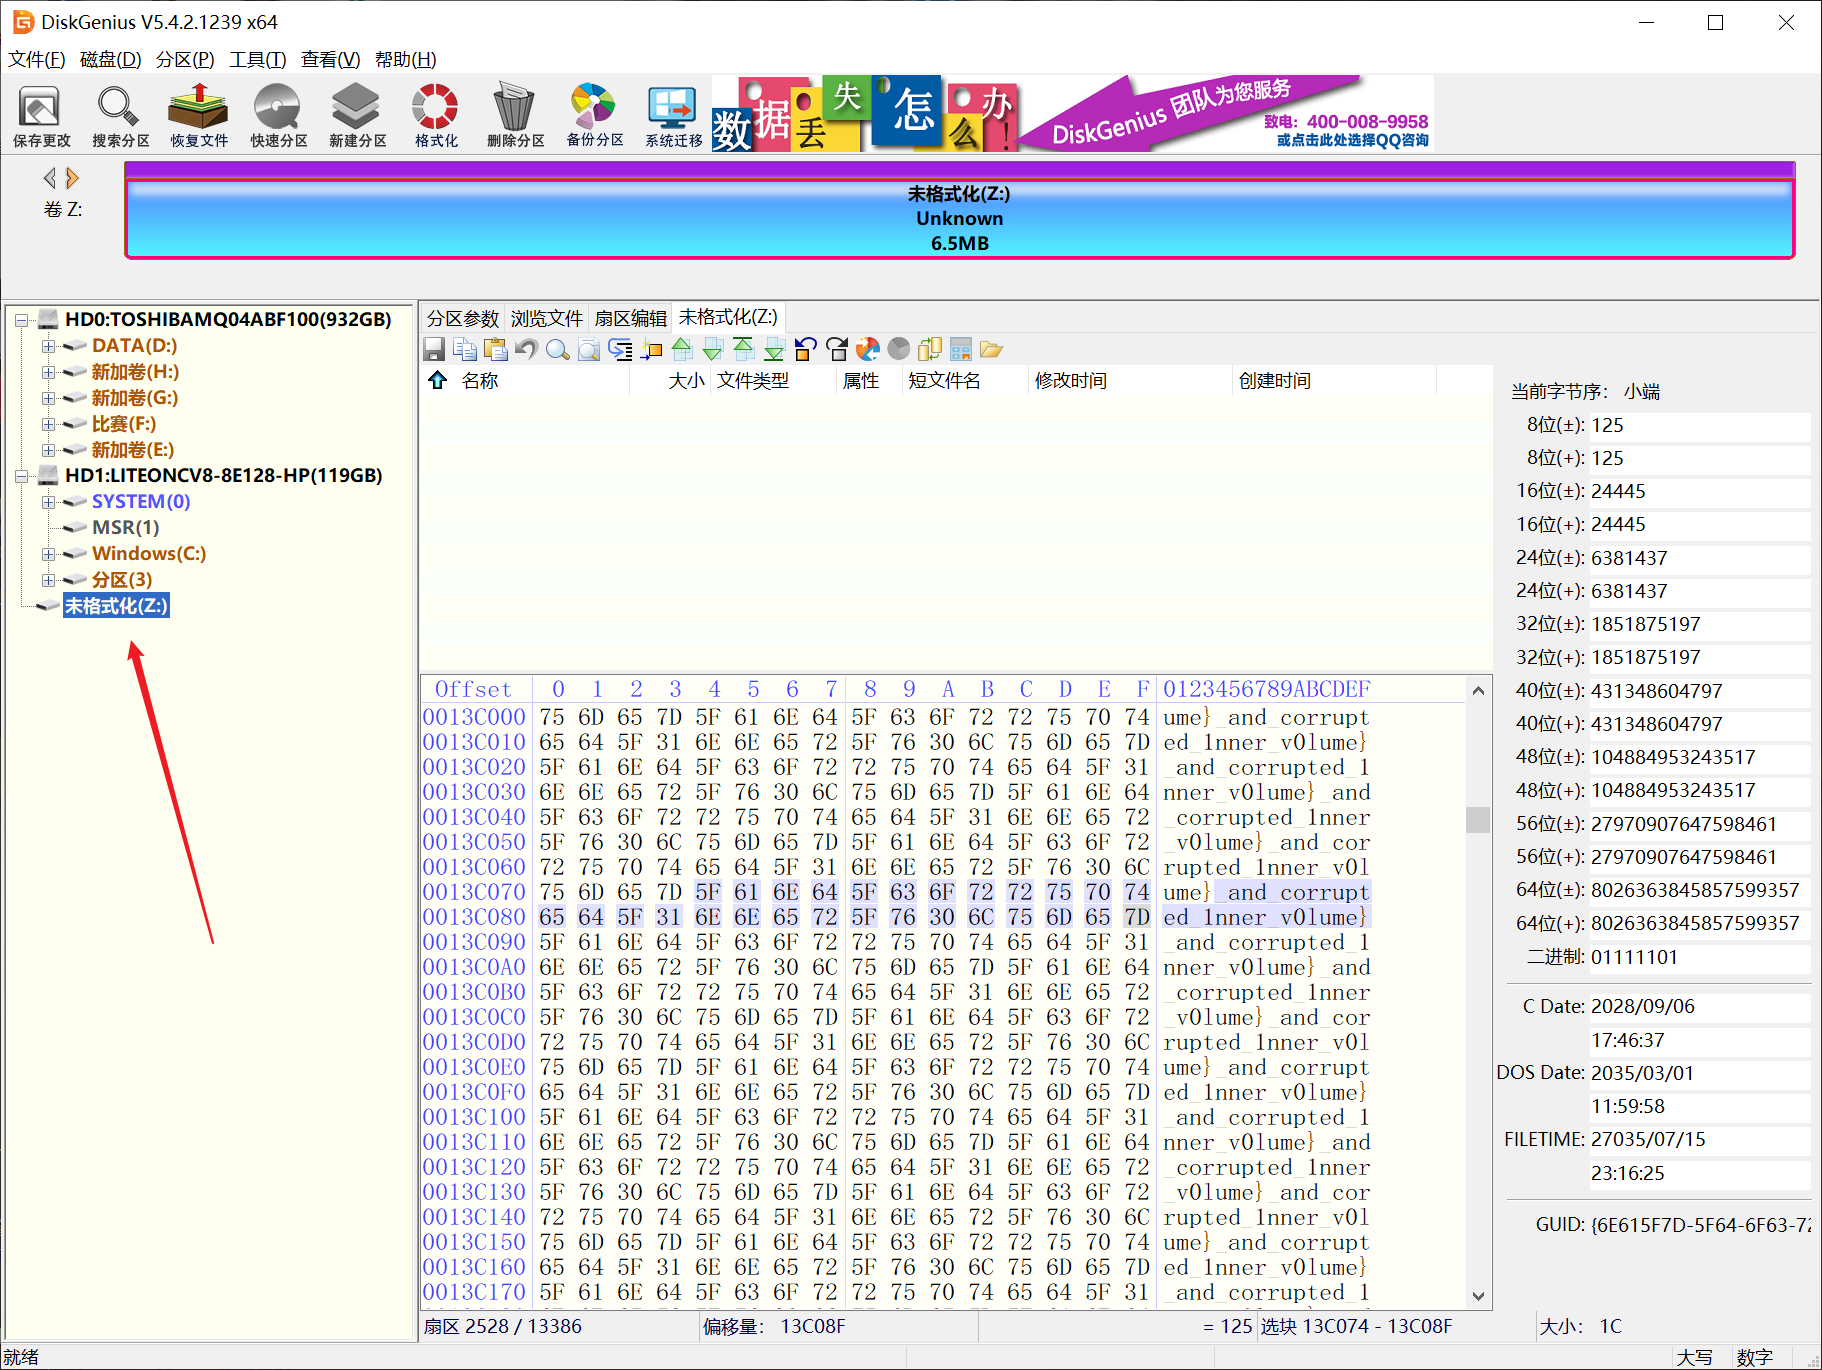 DiskGenius V5.4.2.1239 x64
文件(F) 磁盘(D) 分区(P) 工具(T) 查看(V) 帮助(H)
保存更改 搜索分区 恢复文件 快速分区 新建分区 格式化 删除分区 备份分区 系统迁移
数据丢失怎么办!
DiskGenius 团队为您服务
致电：400-008-9958
或点击此处选择QQ咨询
卷 Z:
未格式化(Z:)
Unknown
6.5MB
HD0:TOSHIBAMQ04ABF100(932GB)
DATA(D:)
新加卷(H:)
新加卷(G:)
比赛(F:)
新加卷(E:)
HD1:LITEONCV8-8E128-HP(119GB)
SYSTEM(0)
MSR(1)
Windows(C:)
分区(3)
未格式化(Z:)
分区参数 浏览文件 扇区编辑 未格式化(Z:)
名称 大小 文件类型 属性 短文件名 修改时间 创建时间
Offset 0 1 2 3 4 5 6 7 8 9 A B C D E F 0123456789ABCDEF
0013C000 75 6D 65 7D 5F 61 6E 64 5F 63 6F 72 72 75 70 74 ume}_and_corrupt
0013C010 65 64 5F 31 6E 6E 65 72 5F 76 30 6C 75 6D 65 7D ed_1nner_v0lume}
0013C020 5F 61 6E 64 5F 63 6F 72 72 75 70 74 65 64 5F 31 _and_corrupted_1
0013C030 6E 6E 65 72 5F 76 30 6C 75 6D 65 7D 5F 61 6E 64 nner_v0lume}_and
0013C040 5F 63 6F 72 72 75 70 74 65 64 5F 31 6E 6E 65 72 _corrupted_1nner
0013C050 5F 76 30 6C 75 6D 65 7D 5F 61 6E 64 5F 63 6F 72 _v0lume}_and_cor
0013C060 72 75 70 74 65 64 5F 31 6E 6E 65 72 5F 76 30 6C rupted_1nner_v0l
0013C070 75 6D 65 7D 5F 61 6E 64 5F 63 6F 72 72 75 70 74 ume}_and_corrupt
0013C080 65 64 5F 31 6E 6E 65 72 5F 76 30 6C 75 6D 65 7D ed_1nner_v0lume}
0013C090 5F 61 6E 64 5F 63 6F 72 72 75 70 74 65 64 5F 31 _and_corrupted_1
0013C0A0 6E 6E 65 72 5F 76 30 6C 75 6D 65 7D 5F 61 6E 64 nner_v0lume}_and
0013C0B0 5F 63 6F 72 72 75 70 74 65 64 5F 31 6E 6E 65 72 _corrupted_1nner
0013C0C0 5F 76 30 6C 75 6D 65 7D 5F 61 6E 64 5F 63 6F 72 _v0lume}_and_cor
0013C0D0 72 75 70 74 65 64 5F 31 6E 6E 65 72 5F 76 30 6C rupted_1nner_v0l
0013C0E0 75 6D 65 7D 5F 61 6E 64 5F 63 6F 72 72 75 70 74 ume}_and_corrupt
0013C0F0 65 64 5F 31 6E 6E 65 72 5F 76 30 6C 75 6D 65 7D ed_1nner_v0lume}
0013C100 5F 61 6E 64 5F 63 6F 72 72 75 70 74 65 64 5F 31 _and_corrupted_1
0013C110 6E 6E 65 72 5F 76 30 6C 75 6D 65 7D 5F 61 6E 64 nner_v0lume}_and
0013C120 5F 63 6F 72 72 75 70 74 65 64 5F 31 6E 6E 65 72 _corrupted_1nner
0013C130 5F 76 30 6C 75 6D 65 7D 5F 61 6E 64 5F 63 6F 72 _v0lume}_and_cor
0013C140 72 75 70 74 65 64 5F 31 6E 6E 65 72 5F 76 30 6C rupted_1nner_v0l
0013C150 75 6D 65 7D 5F 61 6E 64 5F 63 6F 72 72 75 70 74 ume}_and_corrupt
0013C160 65 64 5F 31 6E 6E 65 72 5F 76 30 6C 75 6D 65 7D ed_1nner_v0lume}
0013C170 5F 61 6E 64 5F 63 6F 72 72 75 70 74 65 64 5F 31 _and_corrupted_1
当前字节序： 小端
8位(±): 125
8位(+): 125
16位(±): 24445
16位(+): 24445
24位(±): 6381437
24位(+): 6381437
32位(±): 1851875197
32位(+): 1851875197
40位(±): 431348604797
40位(+): 431348604797
48位(±): 104884953243517
48位(+): 104884953243517
56位(±): 27970907647598461
56位(+): 27970907647598461
64位(±): 8026363845857599357
64位(+): 8026363845857599357
二进制: 01111101
C Date: 2028/09/06
17:46:37
DOS Date: 2035/03/01
11:59:58
FILETIME: 27035/07/15
23:16:25
GUID: {6E615F7D-5F64-6F63-72
扇区 2528 / 13386 偏移量： 13C08F = 125 选块 13C074 - 13C08F 大小： 1C
就绪 大写 数字